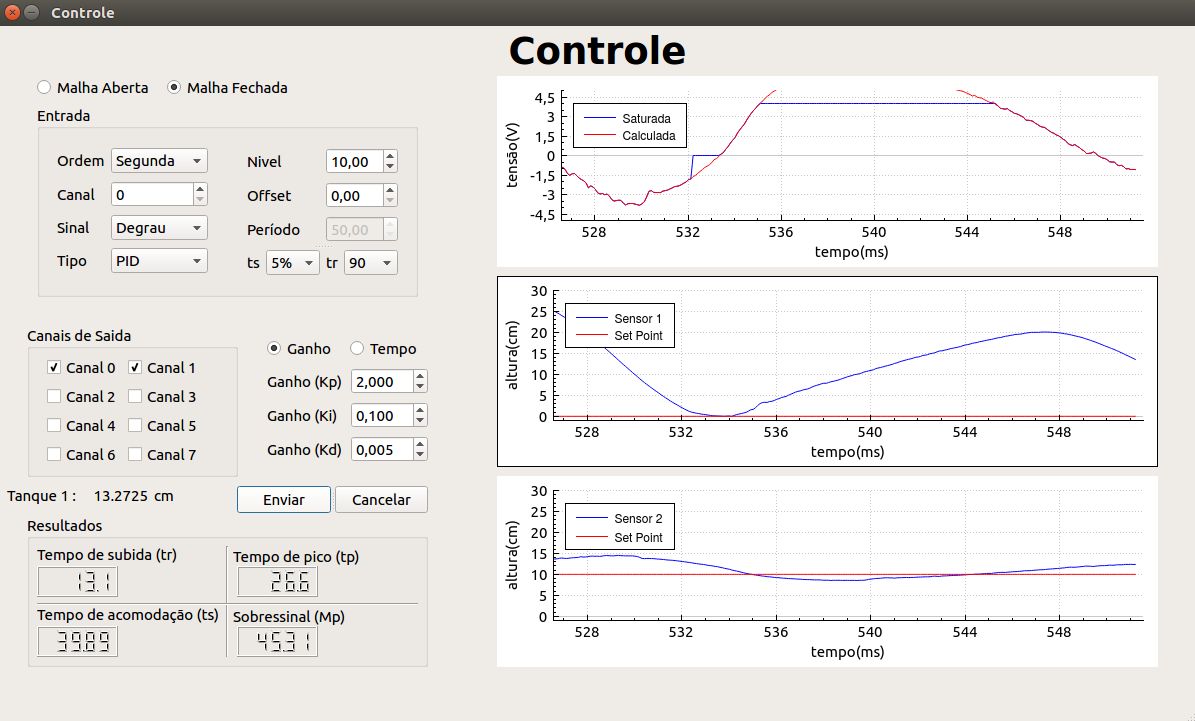 Controle
Malha Aberta Malha Fechada
Entrada
Ordem Segunda Nivel 10,00
Canal 0 Offset 0,00
Sinal Degrau Período 50,00
Tipo PID ts 5% tr 90
Canais de Saida
Canal 0 Canal 1
Canal 2 Canal 3
Canal 4 Canal 5
Canal 6 Canal 7
Ganho Tempo
Ganho (Kp) 2,000
Ganho (Ki) 0,100
Ganho (Kd) 0,005
Tanque 1 : 13.2725 cm
Enviar Cancelar
Resultados
Tempo de subida (tr) Tempo de pico (tp)
13.1 26.6
Tempo de acomodação (ts) Sobressinal (Mp)
39.89 45.31
Controle
tensão(V)
4,5
3
1,5
0
-1,5
-3
-4,5
Saturada
Calculada
528 532 536 540 544 548
tempo(ms)
altura(cm)
30
25
20
15
10
5
0
Sensor 1
Set Point
528 532 536 540 544 548
tempo(ms)
altura(cm)
30
25
20
15
10
5
0
Sensor 2
Set Point
528 532 536 540 544 548
tempo(ms)